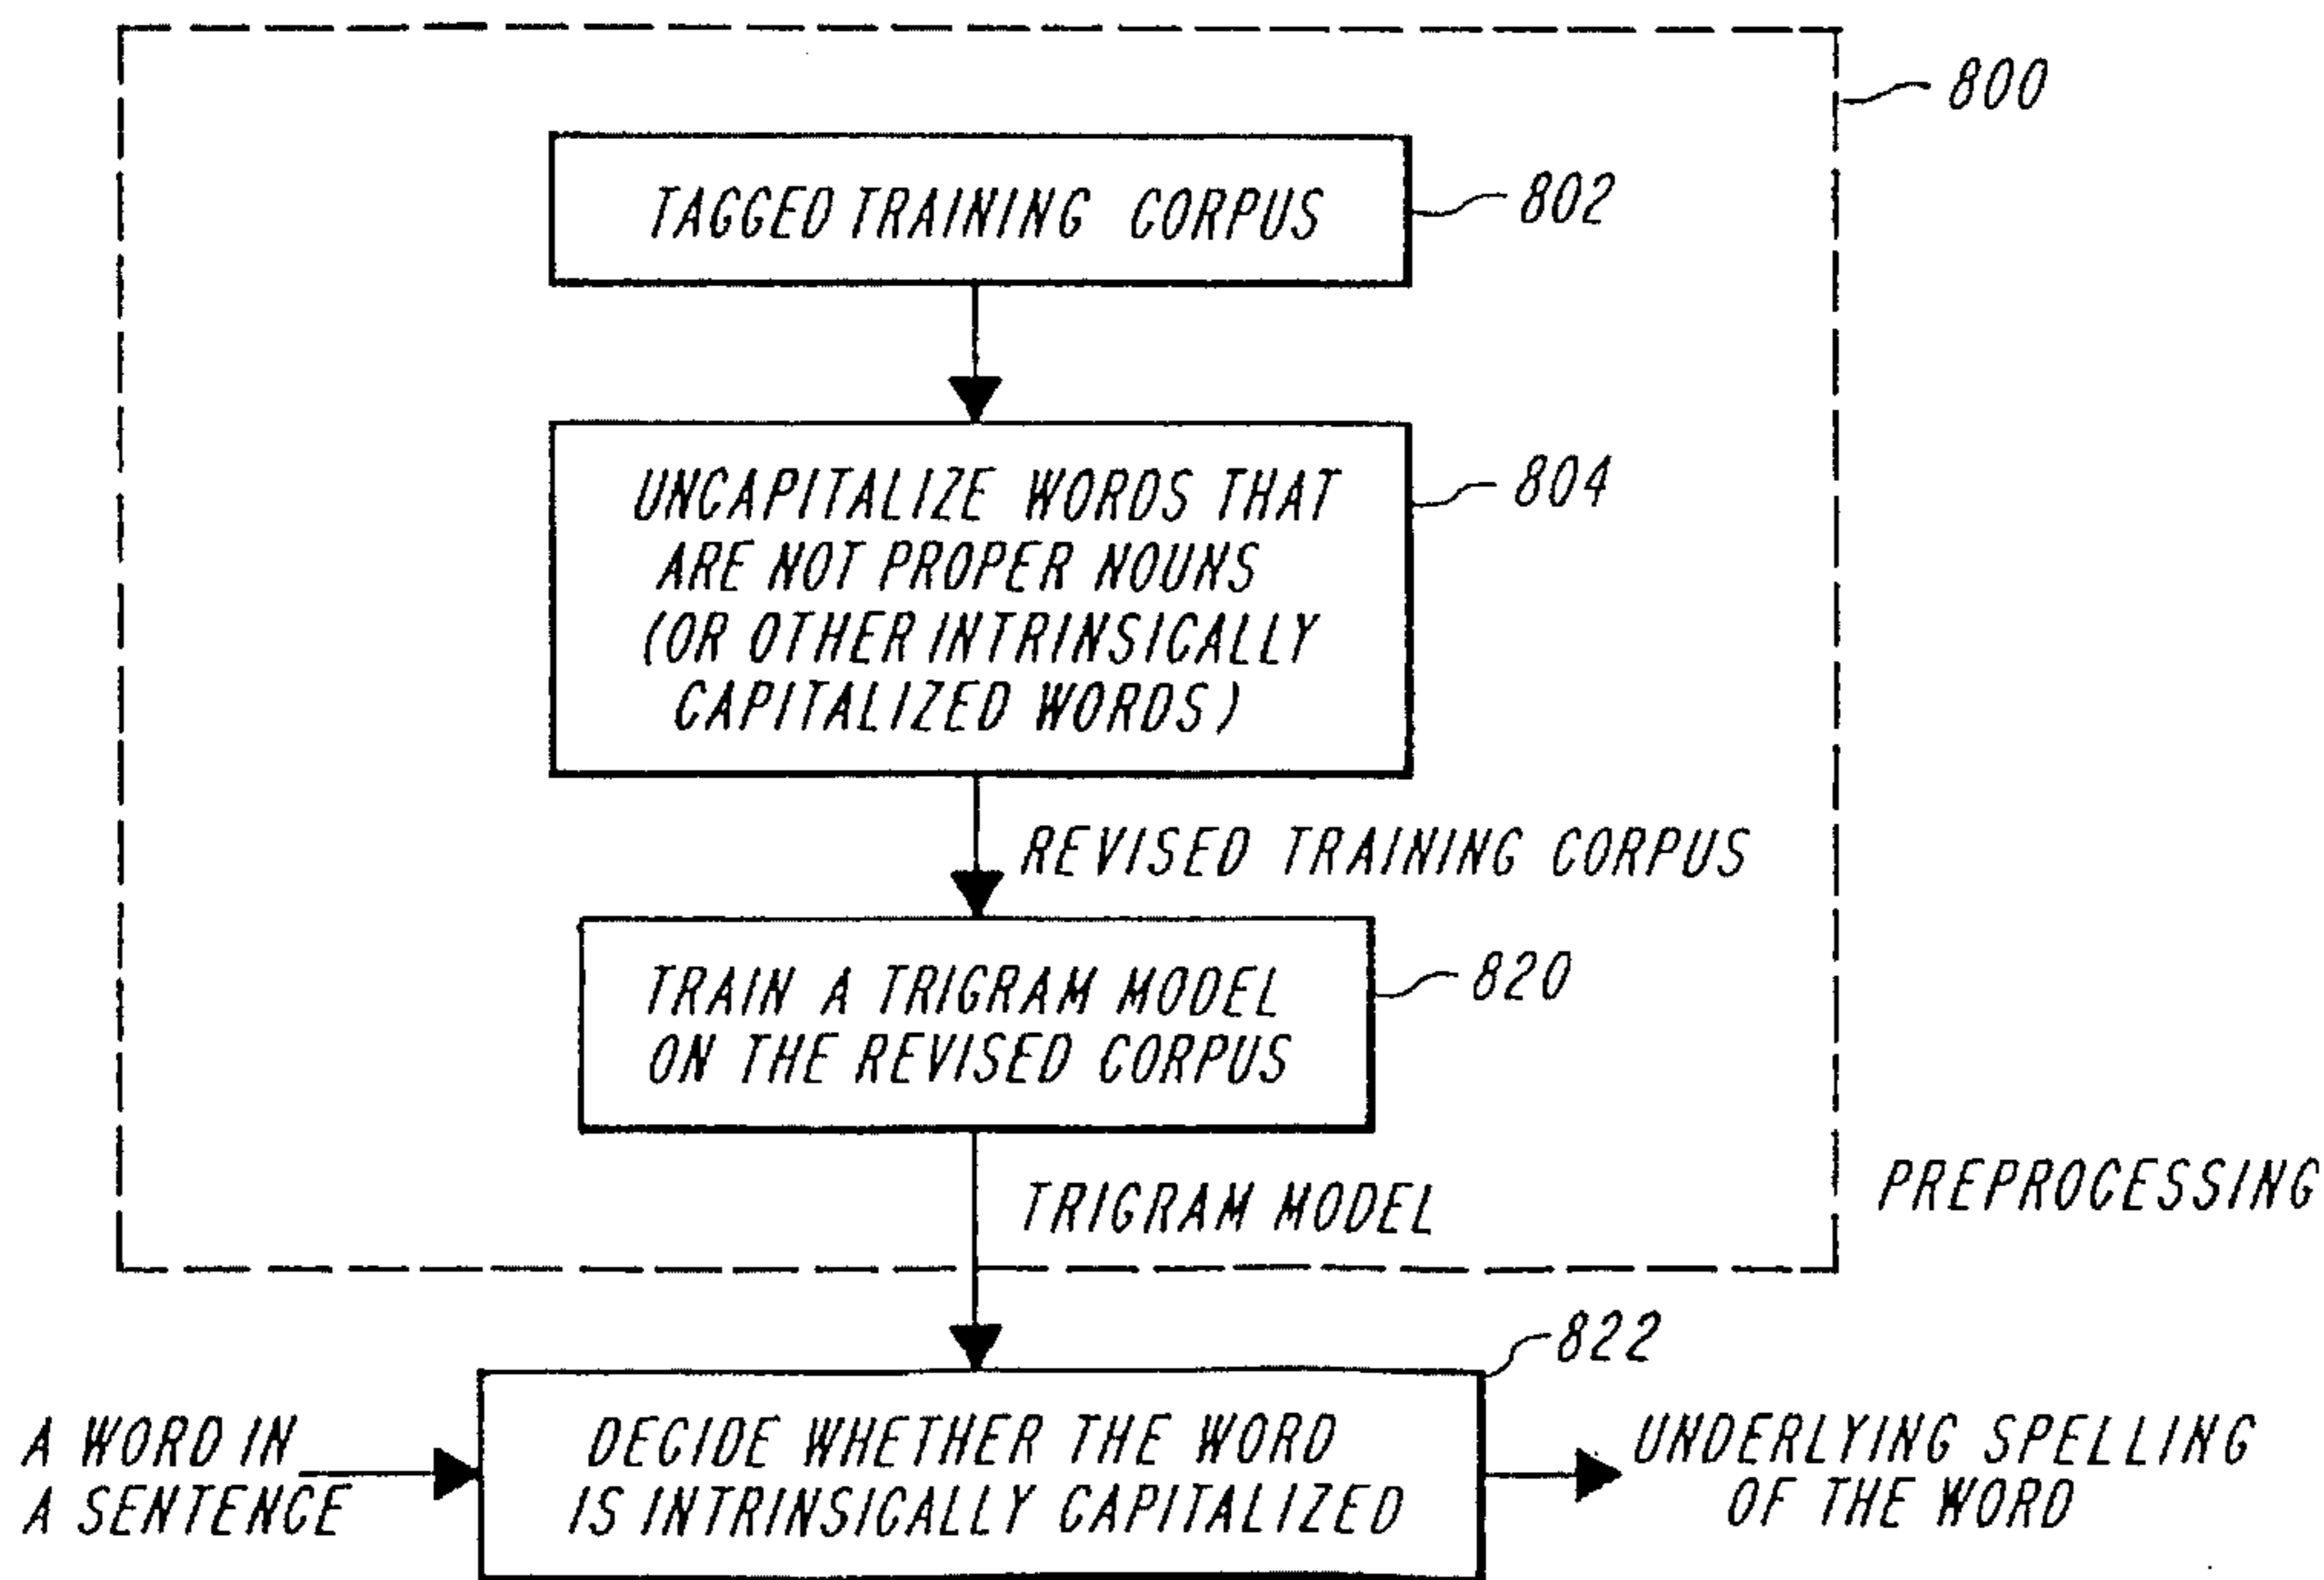 800
TAGGED TRAINING CORPUS
802
UNCAPITALIZE WORDS THAT
ARE NOT PROPER NOUNS
(OR OTHER INTRINSICALLY
CAPITALIZED WORDS)
804
REVISED TRAINING CORPUS
TRAIN A TRIGRAM MODEL
ON THE REVISED CORPUS
820
TRIGRAM MODEL
PREPROCESSING
822
A WORD IN
A SENTENCE
DECIDE WHETHER THE WORD
IS INTRINSICALLY CAPITALIZED
UNDERLYING SPELLING
OF THE WORD